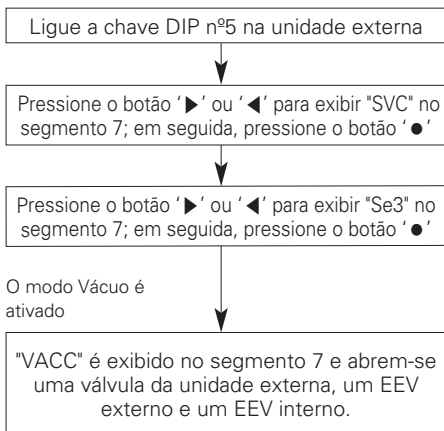 Ligue a chave DIP nº5 na unidade externa
Pressione o botão ‘▶’ ou ‘◀’ para exibir "SVC" no
segmento 7; em seguida, pressione o botão ‘●’
Pressione o botão ‘▶’ ou ‘◀’ para exibir "Se3" no
segmento 7; em seguida, pressione o botão ‘●’
O modo Vácuo é
ativado
"VACC" é exibido no segmento 7 e abrem-se
uma válvula da unidade externa, um EEV
externo e um EEV interno.